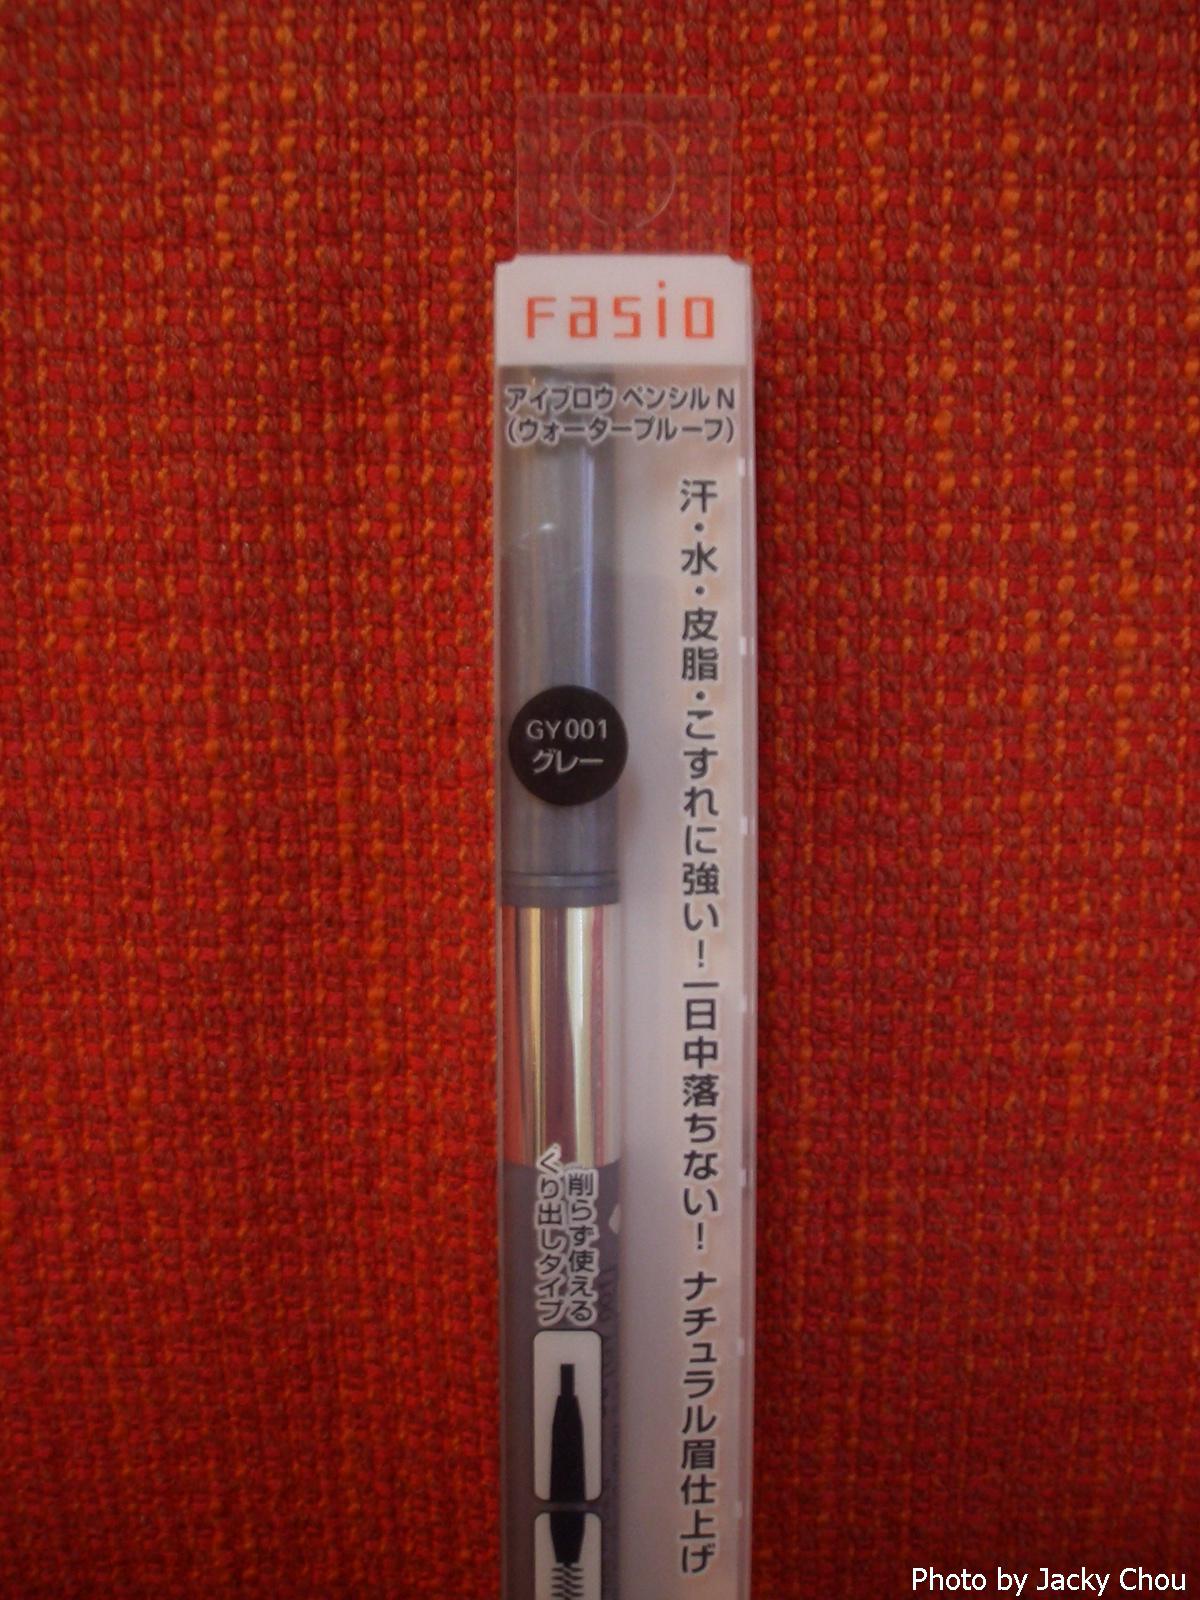 Fasio
アイブロウ ペンシル N
(ウォータープルーフ)
汗・水・皮脂・こすれに強い!一日中落ちない! ナチュラル眉仕上げ
GY001
グレー
削らず使える
くり出しタイプ
Photo by Jacky Chou